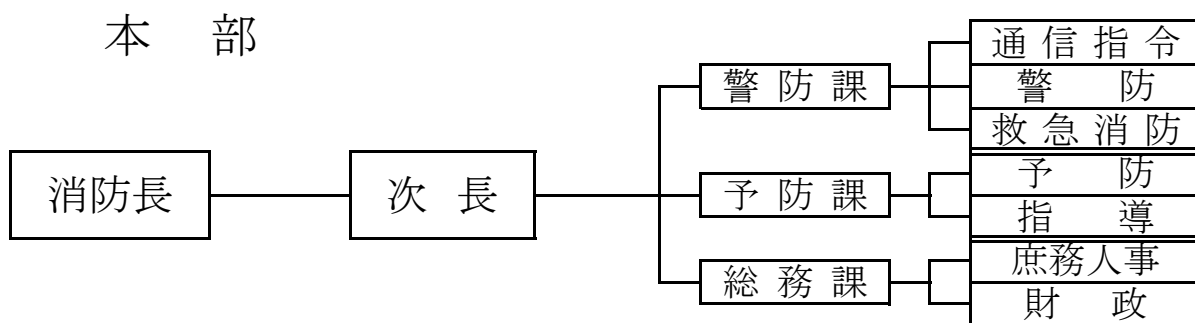 本部
消防長
次長
警防課
通信指令
警防
救急消防
予防課
予防
指導
総務課
庶務人事
財政